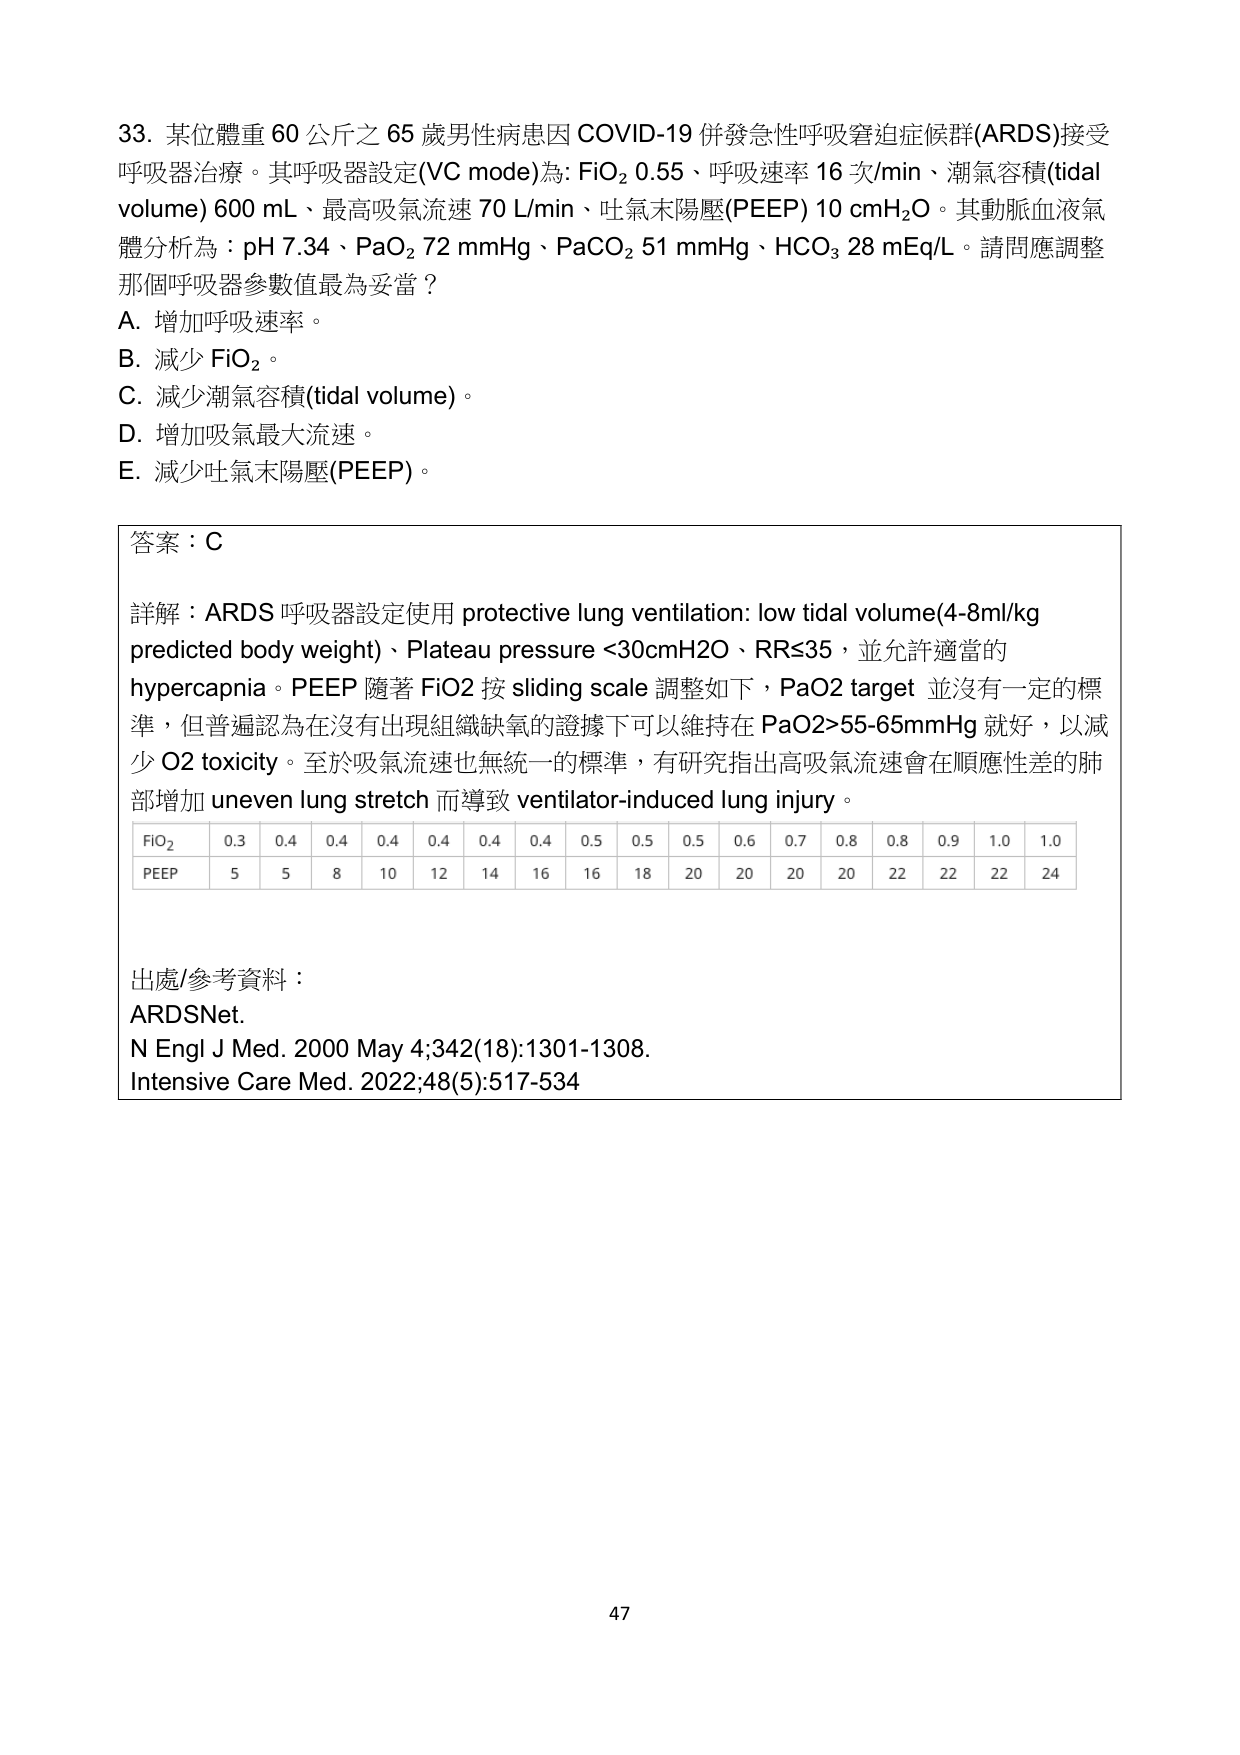 33. 某位體重 60 公斤之 65 歲男性病患因 COVID-19 併發急性呼吸窘迫症候群(ARDS)接受
呼吸器治療。其呼吸器設定(VC mode)為: FiO₂ 0.55、呼吸速率 16 次/min、潮氣容積(tidal
volume) 600 mL、最高吸氣流速 70 L/min、吐氣末陽壓(PEEP) 10 cmH₂O。其動脈血液氣
體分析為：pH 7.34、PaO₂ 72 mmHg、PaCO₂ 51 mmHg、HCO₃ 28 mEq/L。請問應調整
那個呼吸器參數值最為妥當？
A. 增加呼吸速率。
B. 減少 FiO₂。
C. 減少潮氣容積(tidal volume)。
D. 增加吸氣最大流速。
E. 減少吐氣末陽壓(PEEP)。
答案：C
詳解：ARDS 呼吸器設定使用 protective lung ventilation: low tidal volume(4-8ml/kg
predicted body weight)、Plateau pressure <30cmH2O、RR≤35，並允許適當的
hypercapnia。PEEP 隨著 FiO2 按 sliding scale 調整如下，PaO2 target 並沒有一定的標
準，但普遍認為在沒有出現組織缺氧的證據下可以維持在 PaO2>55-65mmHg 就好，以減
少 O2 toxicity。至於吸氣流速也無統一的標準，有研究指出高吸氣流速會在順應性差的肺
部增加 uneven lung stretch 而導致 ventilator-induced lung injury。
FiO₂ 0.3 0.4 0.4 0.4 0.4 0.4 0.4 0.5 0.5 0.5 0.6 0.7 0.8 0.8 0.9 1.0 1.0
PEEP 5 5 8 10 12 14 16 16 18 20 20 20 20 22 22 22 24
出處/參考資料：
ARDSNet.
N Engl J Med. 2000 May 4;342(18):1301-1308.
Intensive Care Med. 2022;48(5):517-534
47